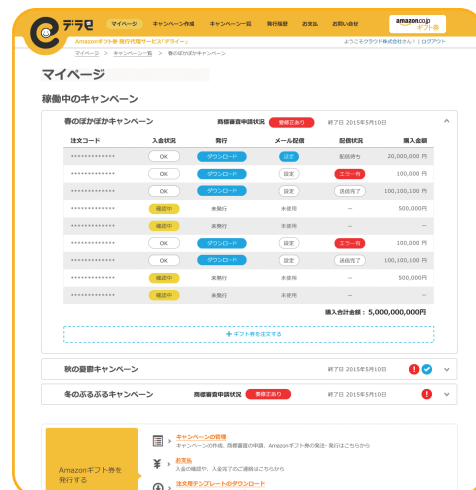 デラモ
マイページ キャンペーン作成 キャンペーン一覧 発行履歴 お支払 お問い合せ
amazon.co.jp
ギフト券
Amazonギフト券 発行代理サービス「デラモ」
ようこそクラウド株式会社さん! | ログアウト
マイページ > キャンペーン一覧 > 春のぽかぽかキャンペーン
マイページ
稼働中のキャンペーン
春のぽかぽかキャンペーン 商標審査申請状況 要修正あり 終了日 2015年5月10日
注文コード 入金状況 発行 メール配信 配信状況 購入金額
************* OK ダウンロード 設定 配信待ち 20,000,000 円
************* OK ダウンロード 設定 エラー有 100,000 円
************* OK ダウンロード 設定 送信完了 100,100,100 円
************* 確認中 未発行 未使用 ― 500,000円
************* 確認中 未発行 未使用 ― ―
************* OK ダウンロード 設定 エラー有 100,000 円
************* OK ダウンロード 設定 送信完了 100,100,100 円
************* 確認中 未発行 未使用 ― 500,000円
************* 確認中 未発行 未使用 ― ―
購入合計金額: 5,000,000,000円
+ ギフト券を注文する
秋の憂鬱キャンペーン 終了日 2015年5月10日
冬のぷるぷるキャンペーン 商標審査申請状況 要修正あり 終了日 2015年5月10日
Amazonギフト券を
発行する
キャンペーンの管理
キャンペーンの作成、商標審査の申請、Amazonギフト券の発注・発行はこちらから
お支払
入金の確認や、入金完了のご連絡はこちらから
注文用テンプレートのダウンロード